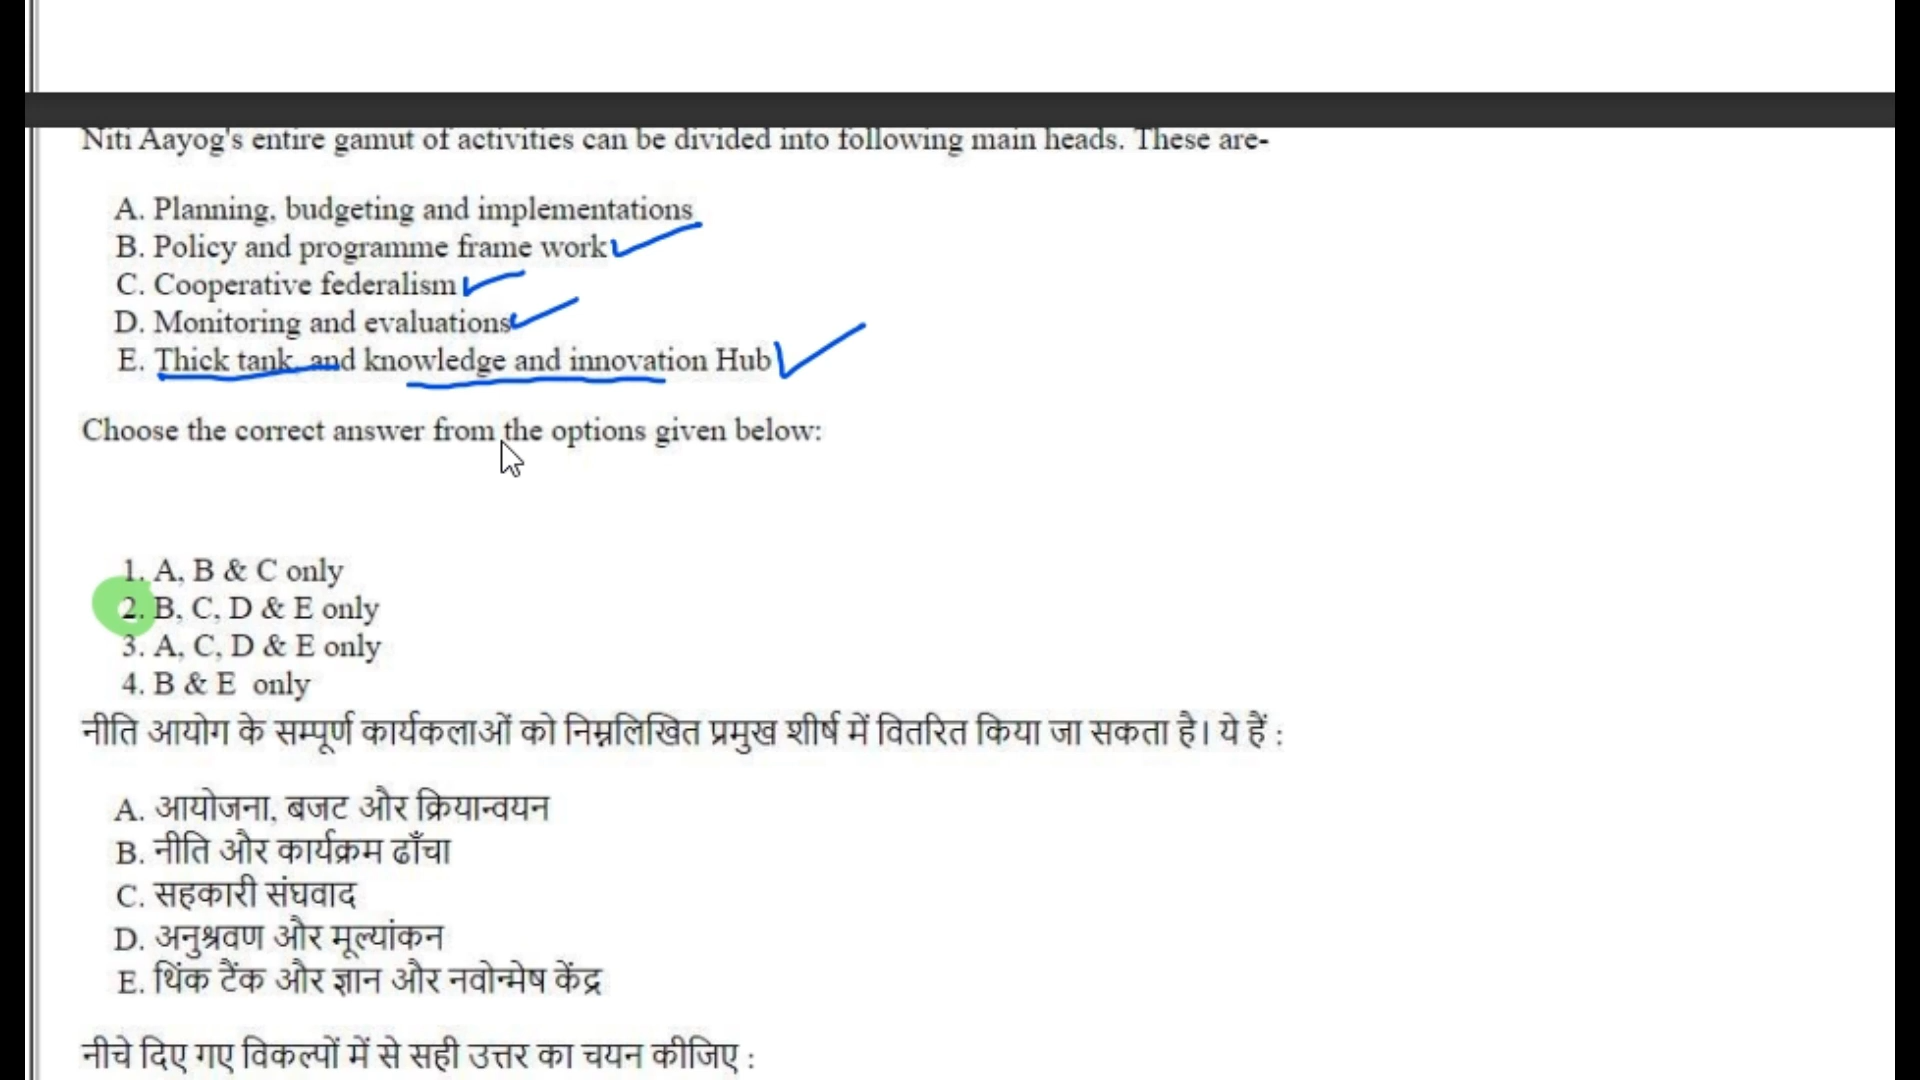 Niti Aayog's entire gamut of activities can be divided into following main heads. These are-
A. Planning, budgeting and implementations
B. Policy and programme frame work
C. Cooperative federalism
D. Monitoring and evaluations
E. Thick tank, and knowledge and innovation Hub
Choose the correct answer from the options given below:
1. A, B & C only
2. B, C, D & E only
3. A, C, D & E only
4. B & E only
नीति आयोग के सम्पूर्ण कार्यकलाओं को निम्नलिखित प्रमुख शीर्ष में वितरित किया जा सकता है। ये हैं :
A. आयोजना, बजट और क्रियान्वयन
B. नीति और कार्यक्रम ढाँचा
C. सहकारी संघवाद
D. अनुश्रवण और मूल्यांकन
E. थिंक टैंक और ज्ञान और नवोन्मेष केंद्र
नीचे दिए गए विकल्पों में से सही उत्तर का चयन कीजिए :